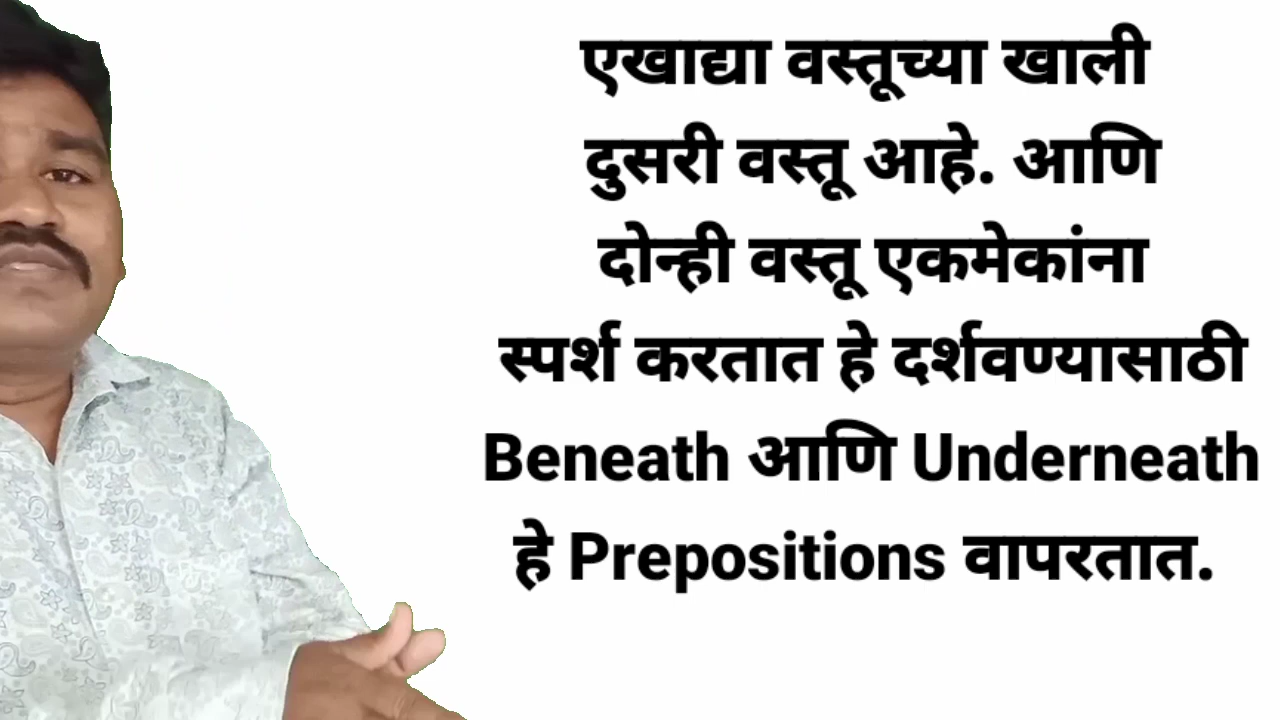 एखाद्या वस्तूच्या खाली
दुसरी वस्तू आहे. आणि
दोन्ही वस्तू एकमेकांना
स्पर्श करतात हे दर्शवण्यासाठी
Beneath आणि Underneath
हे Prepositions वापरतात.